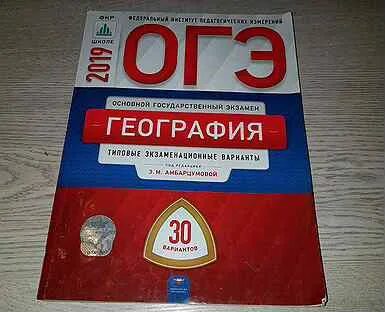 ФЕДЕРАЛЬНЫЙ ИНСТИТУТ ПЕДАГОГИЧЕСКИХ ИЗМЕРЕНИЙ
ШКОЛЕ
2019
ОГЭ
ОСНОВНОЙ ГОСУДАРСТВЕННЫЙ ЭКЗАМЕН
ГЕОГРАФИЯ
ТИПОВЫЕ ЭКЗАМЕНАЦИОННЫЕ ВАРИАНТЫ
ПОД РЕДАКЦИЕЙ
Э. М. АМБАРЦУМОВОЙ
30
ВАРИАНТОВ